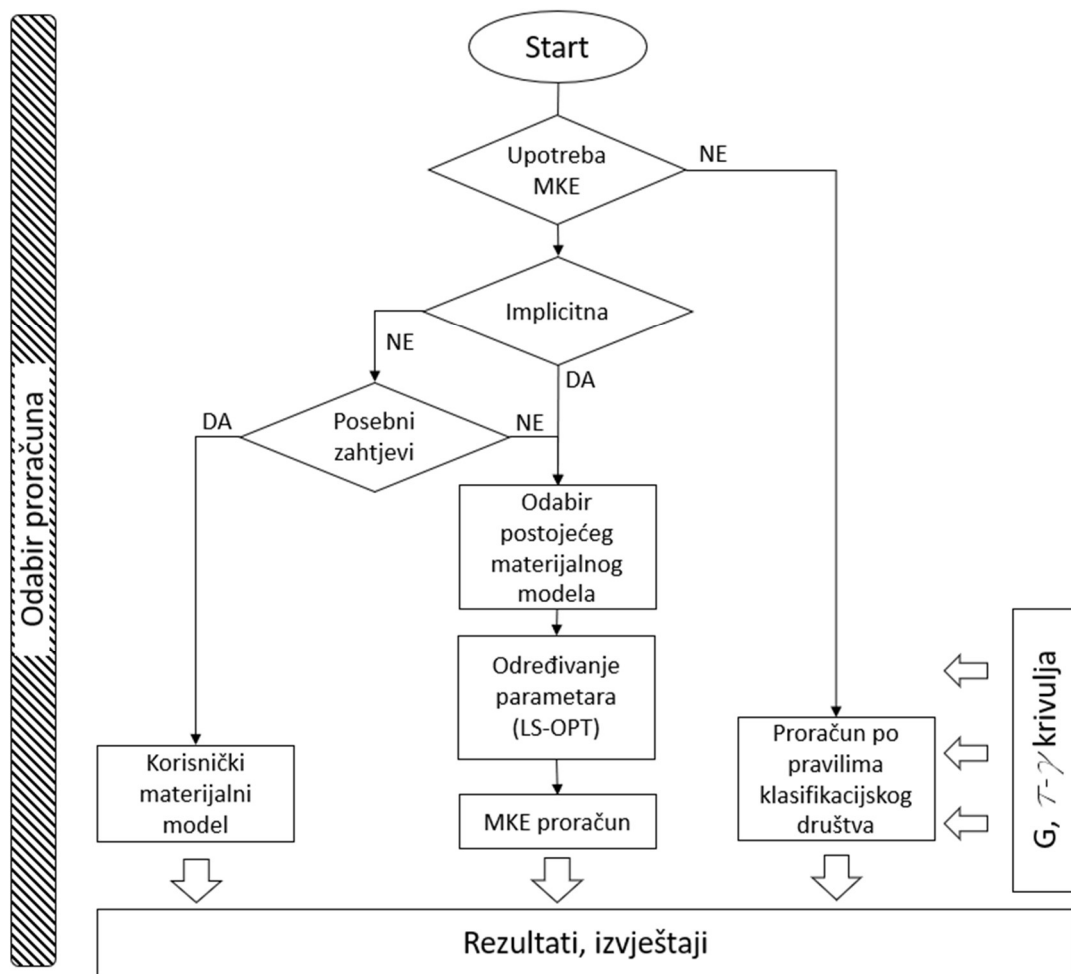 Start
Upotreba
MKE
NE
Implicitna
NE
DA
DA
Posebni
zahtjevi
NE
Odabir
postojećeg
materijalnog
modela
Određivanje
parametara
(LS-OPT)
Korisnički
materijalni
model
MKE proračun
Proračun po
pravilima
klasifikacijskog
društva
G, τ-γ krivulja
Rezultati, izvještaji
Odabir proračuna